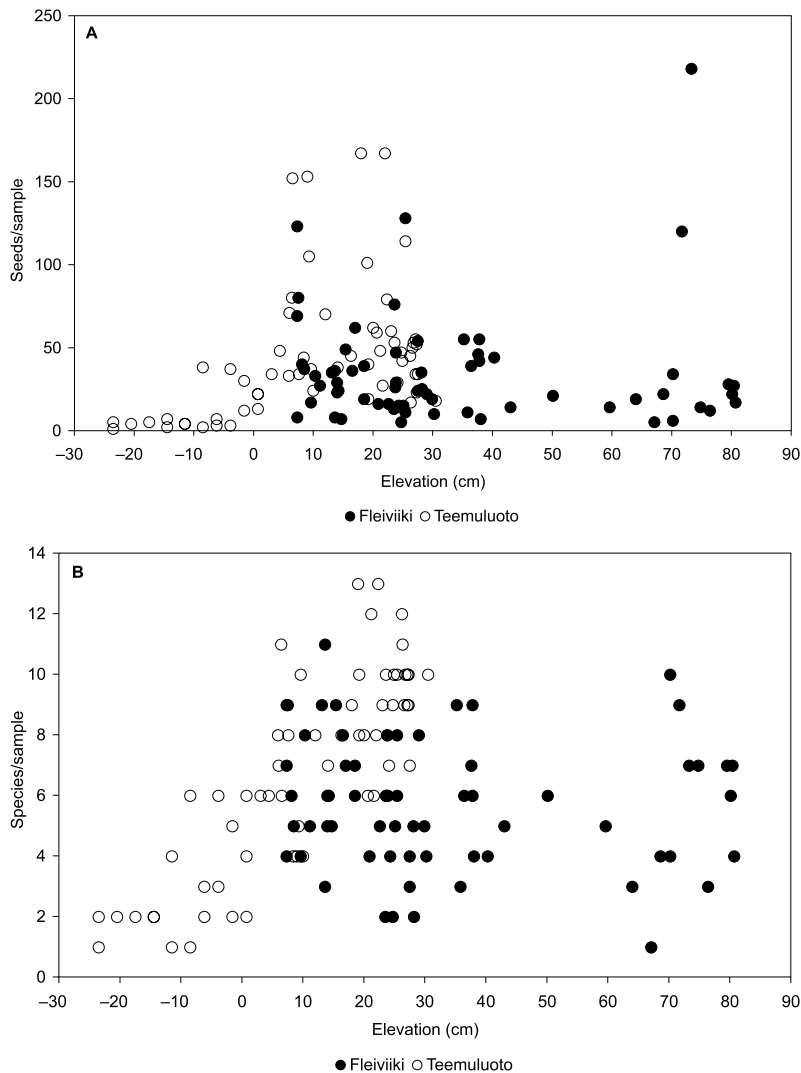 250
A
200
150
Seeds/sample
100
50
0
–30 –20 –10 0 10 20 30 40 50 60 70 80 90
Elevation (cm)
Fleiviiki Teemuluoto
14
B
12
10
8
Species/sample
6
4
2
0
–30 –20 –10 0 10 20 30 40 50 60 70 80 90
Elevation (cm)
Fleiviiki Teemuluoto